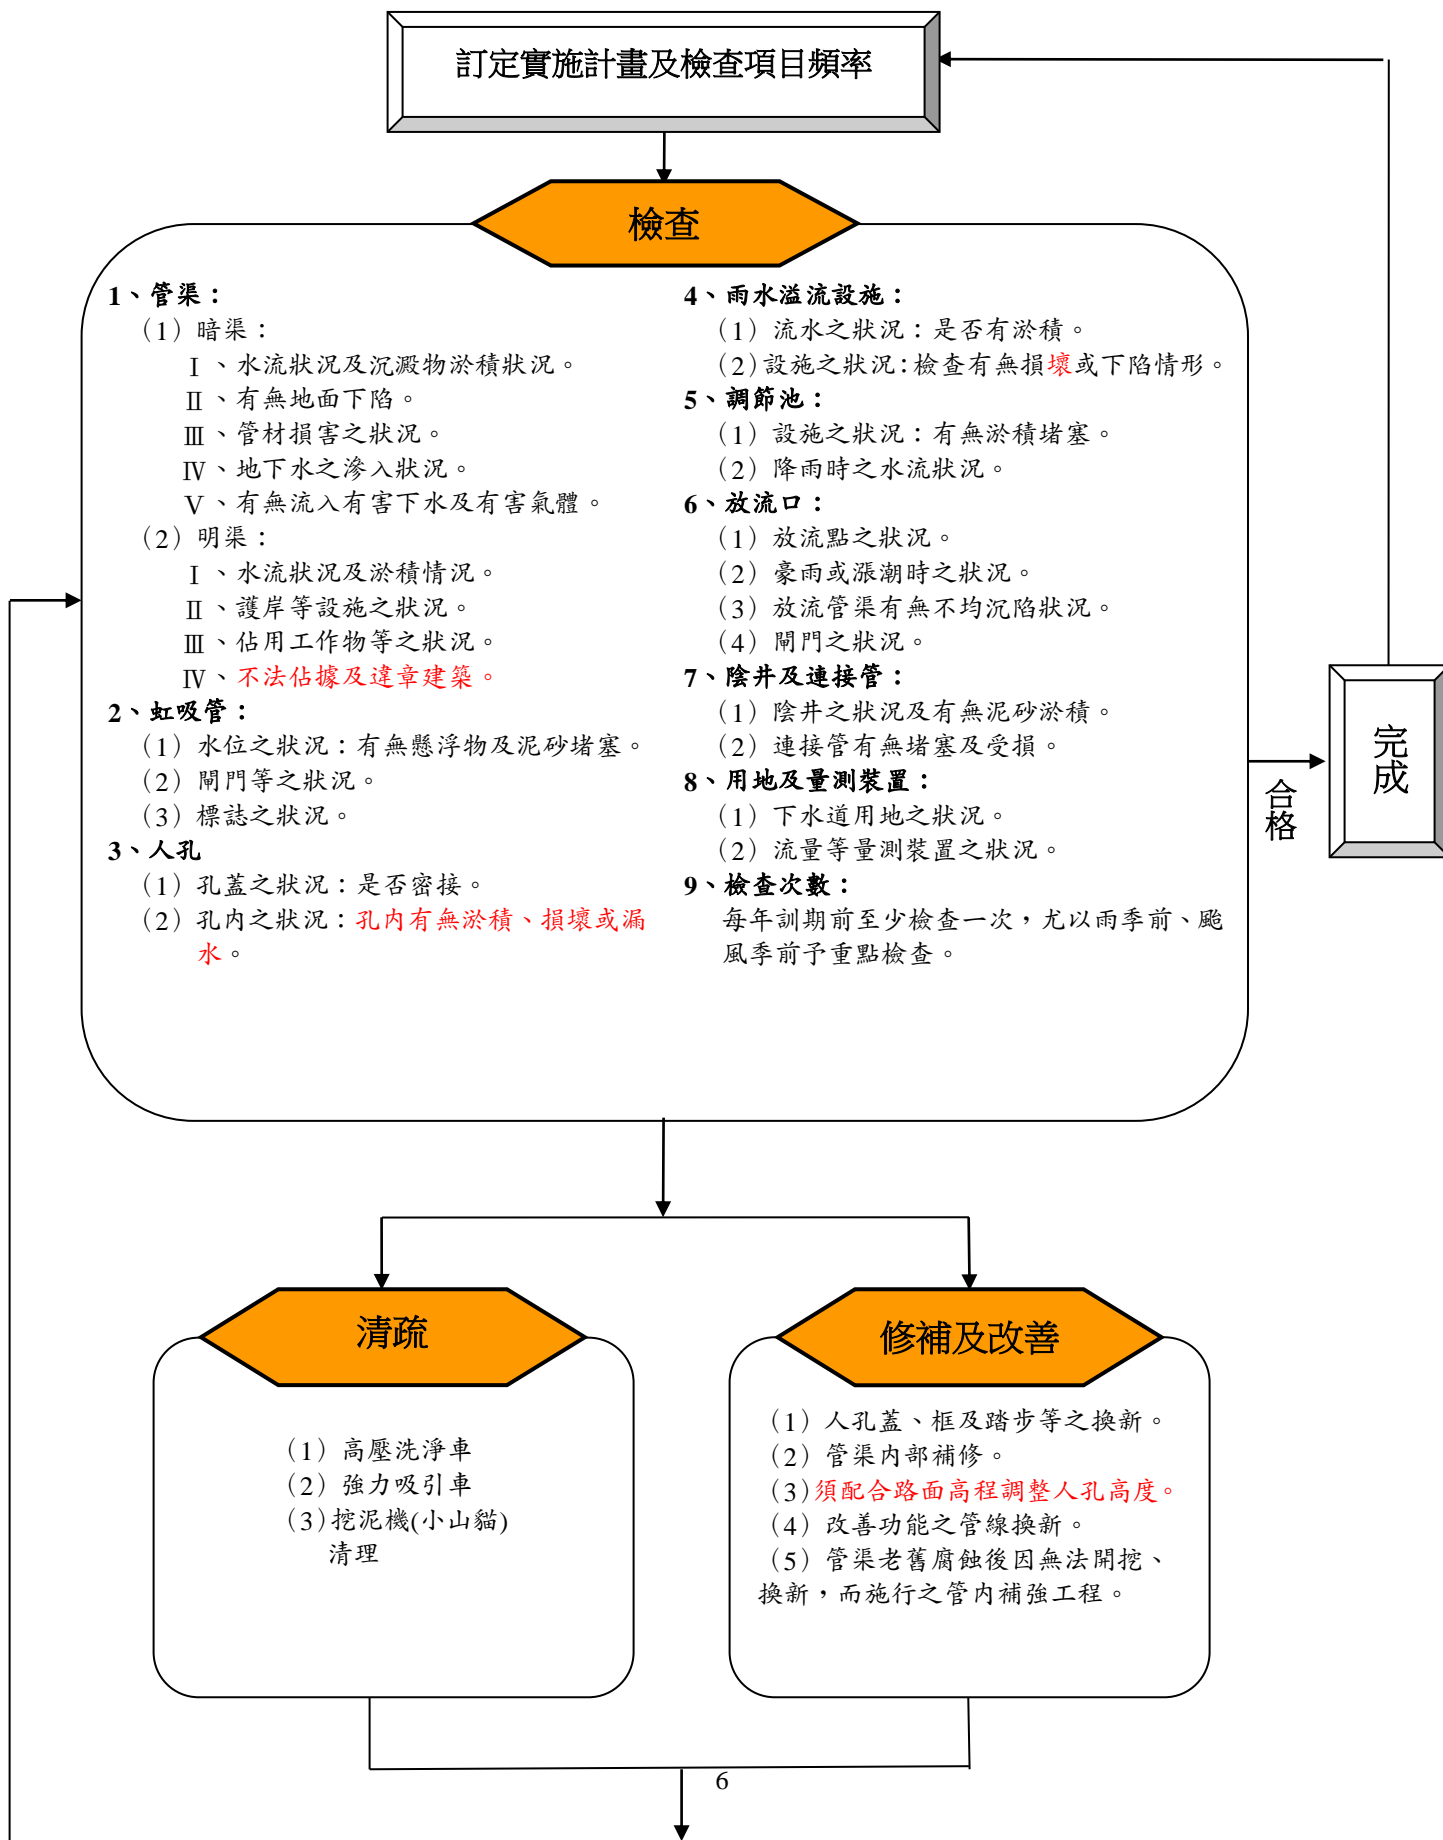 訂定實施計畫及檢查項目頻率
檢查
1、管渠：
（1）暗渠：
Ⅰ、水流狀況及沉澱物淤積狀況。
Ⅱ、有無地面下陷。
Ⅲ、管材損害之狀況。
Ⅳ、地下水之滲入狀況。
Ⅴ、有無流入有害下水及有害氣體。
（2）明渠：
Ⅰ、水流狀況及淤積情況。
Ⅱ、護岸等設施之狀況。
Ⅲ、佔用工作物等之狀況。
Ⅳ、不法佔據及違章建築。
2、虹吸管：
（1）水位之狀況：有無懸浮物及泥砂堵塞。
（2）閘門等之狀況。
（3）標誌之狀況。
3、人孔
（1）孔蓋之狀況：是否密接。
（2）孔內之狀況：孔內有無淤積、損壞或漏
水。
4、雨水溢流設施：
（1）流水之狀況：是否有淤積。
（2）設施之狀況：檢查有無損壞或下陷情形。
5、調節池：
（1）設施之狀況：有無淤積堵塞。
（2）降雨時之水流狀況。
6、放流口：
（1）放流點之狀況。
（2）豪雨或漲潮時之狀況。
（3）放流管渠有無不均沉陷狀況。
（4）閘門之狀況。
7、陰井及連接管：
（1）陰井之狀況及有無泥砂淤積。
（2）連接管有無堵塞及受損。
8、用地及量測裝置：
（1）下水道用地之狀況。
（2）流量等量測裝置之狀況。
9、檢查次數：
每年訓期前至少檢查一次，尤以雨季前、颱
風季前予重點檢查。
合格
完成
清疏
（1）高壓洗淨車
（2）強力吸引車
（3）挖泥機(小山貓)
清理
修補及改善
（1）人孔蓋、框及踏步等之換新。
（2）管渠內部補修。
（3）須配合路面高程調整人孔高度。
（4）改善功能之管線換新。
（5）管渠老舊腐蝕後因無法開挖、
換新，而施行之管內補強工程。
6